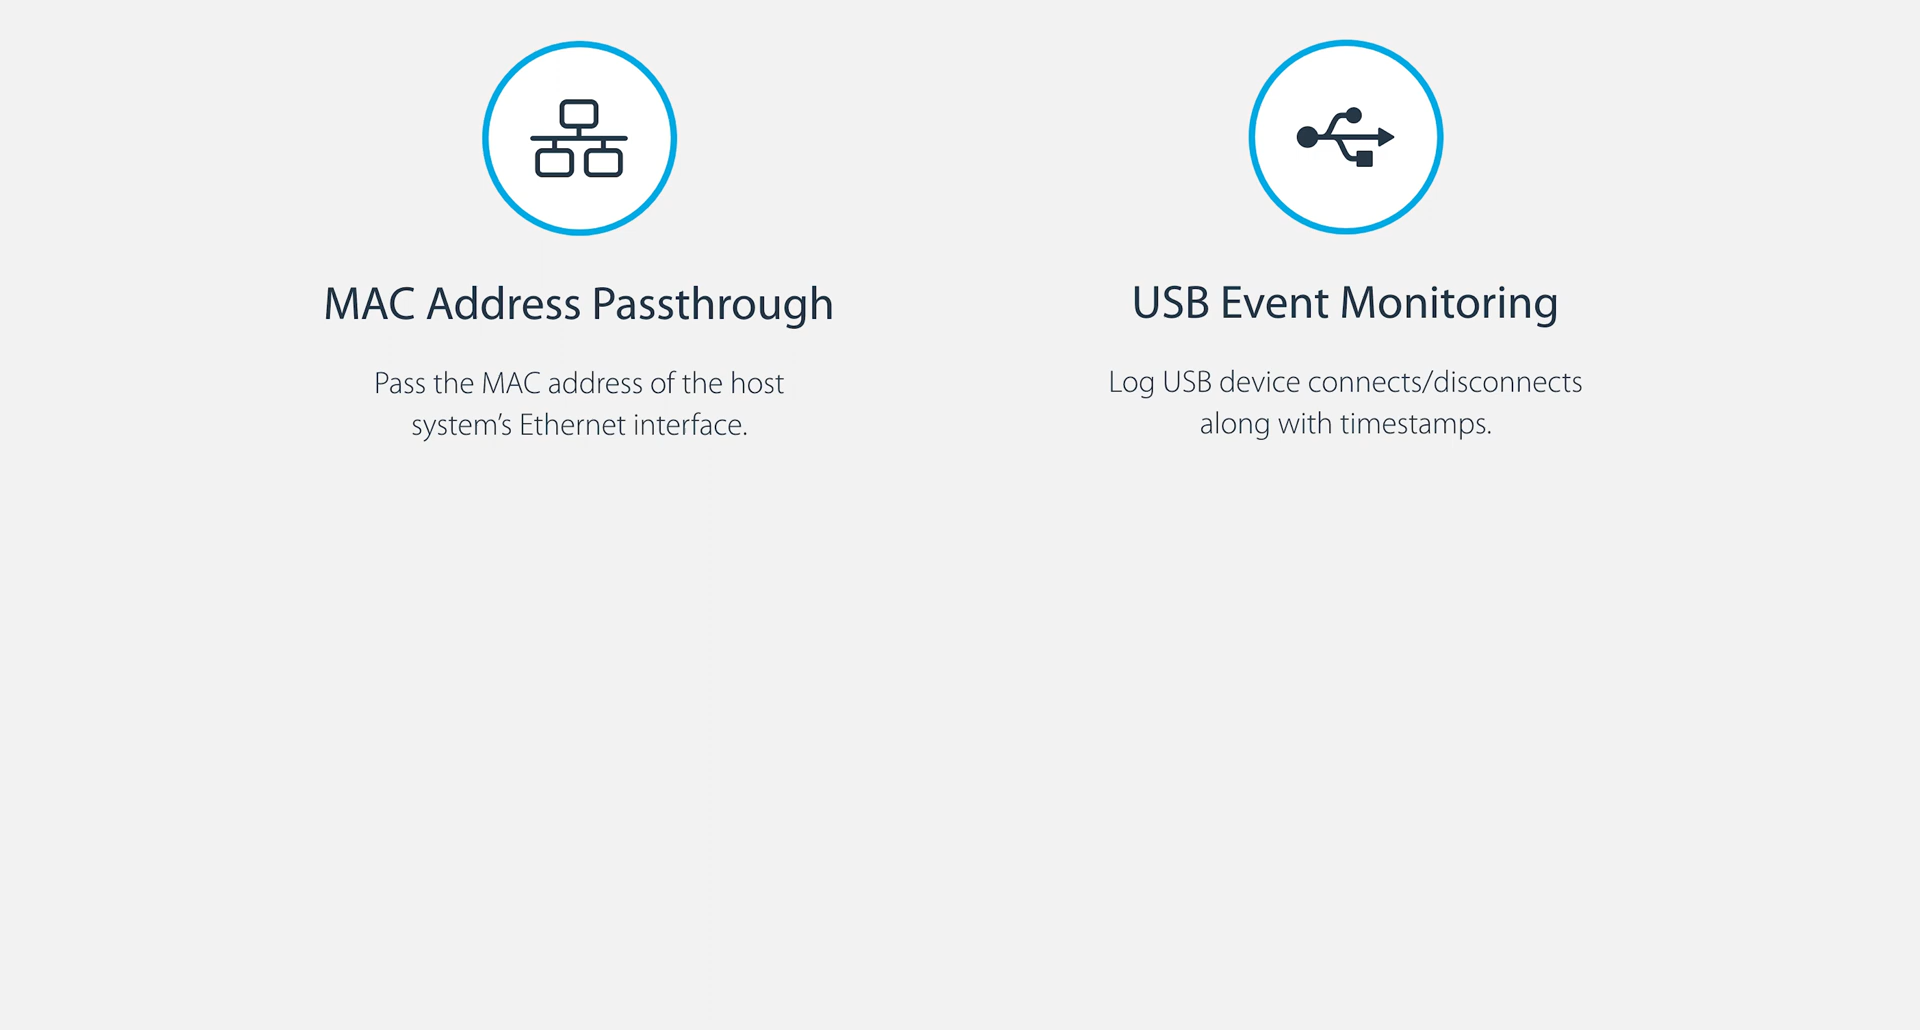 MAC Address Passthrough
Pass the MAC address of the host
system’s Ethernet interface.
USB Event Monitoring
Log USB device connects/disconnects
along with timestamps.